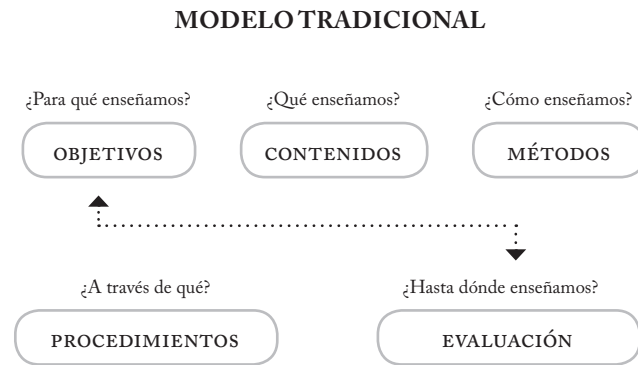 MODELO TRADICIONAL
¿Para qué enseñamos? ¿Qué enseñamos? ¿Cómo enseñamos?
OBJETIVOS CONTENIDOS MÉTODOS
¿A través de qué? ¿Hasta dónde enseñamos?
PROCEDIMIENTOS EVALUACIÓN